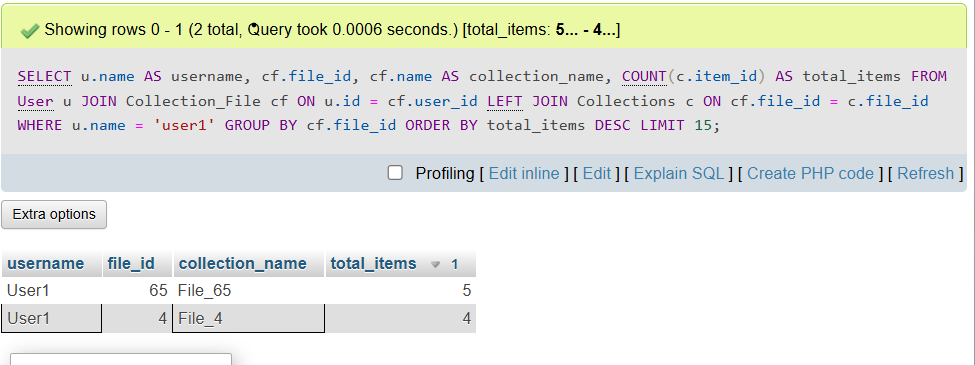 Showing rows 0 - 1 (2 total, Query took 0.0006 seconds.) [total_items: 5... - 4...]
SELECT u.name AS username, cf.file_id, cf.name AS collection_name, COUNT(c.item_id) AS total_items FROM
User u JOIN Collection_File cf ON u.id = cf.user_id LEFT JOIN Collections c ON cf.file_id = c.file_id
WHERE u.name = 'user1' GROUP BY cf.file_id ORDER BY total_items DESC LIMIT 15;
Profiling [ Edit inline ] [ Edit ] [ Explain SQL ] [ Create PHP code ] [ Refresh ]
Extra options
username file_id collection_name total_items 1
User1 65 File_65 5
User1 4 File_4 4